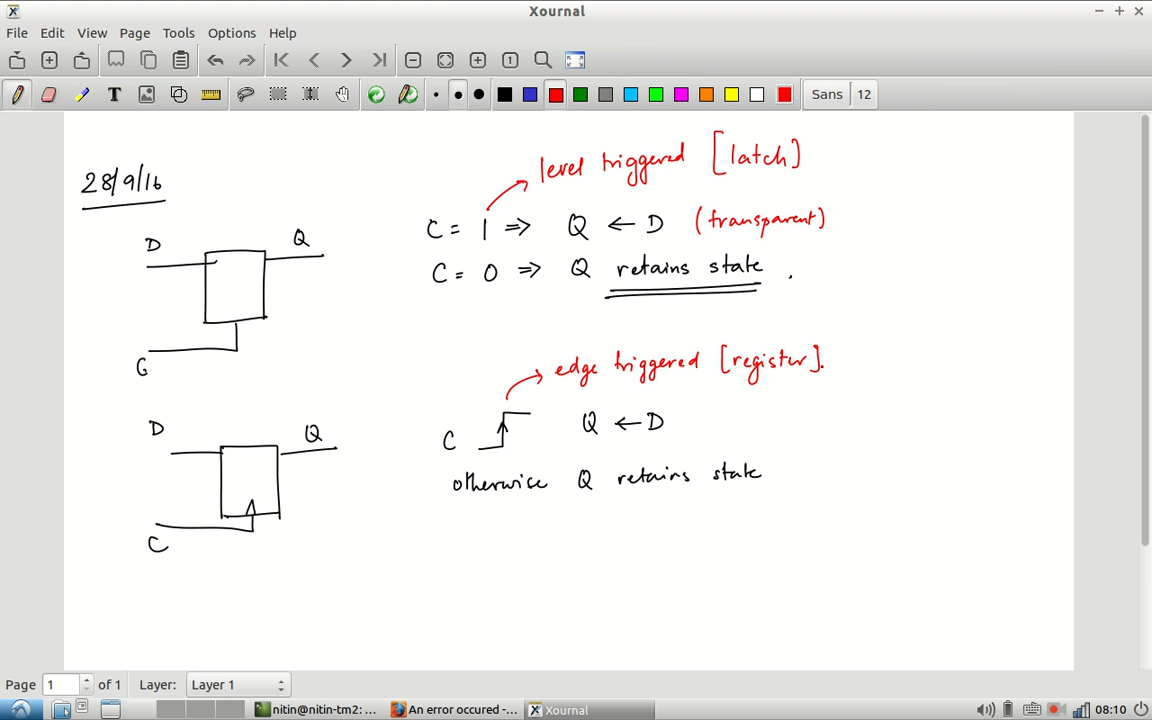 Xournal
File Edit View Page Tools Options Help
Sans 12
28/9/16
level triggered [latch]
D Q
C = 1 ⇒ Q ← D (transparent)
C = 0 ⇒ Q retains state.
G
edge triggered [register].
D Q
C Q ← D
otherwise Q retains state
C
Page 1 of 1 Layer: Layer 1
nitin@nitin-tm2: ... An error occured -... Xournal 08:10